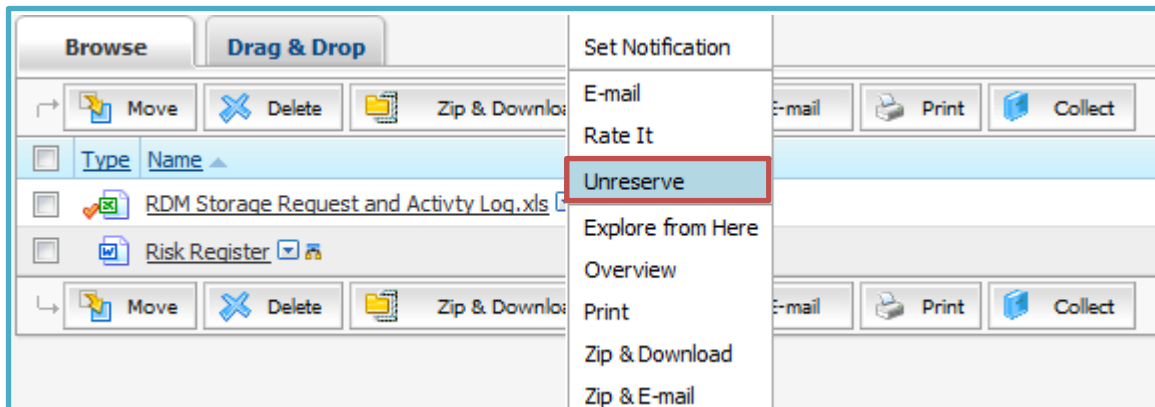 Browse
Drag & Drop
Move Delete Zip & Downloa -mail Print Collect
Type Name
RDM Storage Request and Activty Log.xls
Risk Register
Move Delete Zip & Downloa -mail Print Collect
Set Notification
E-mail
Rate It
Unreserve
Explore from Here
Overview
Print
Zip & Download
Zip & E-mail